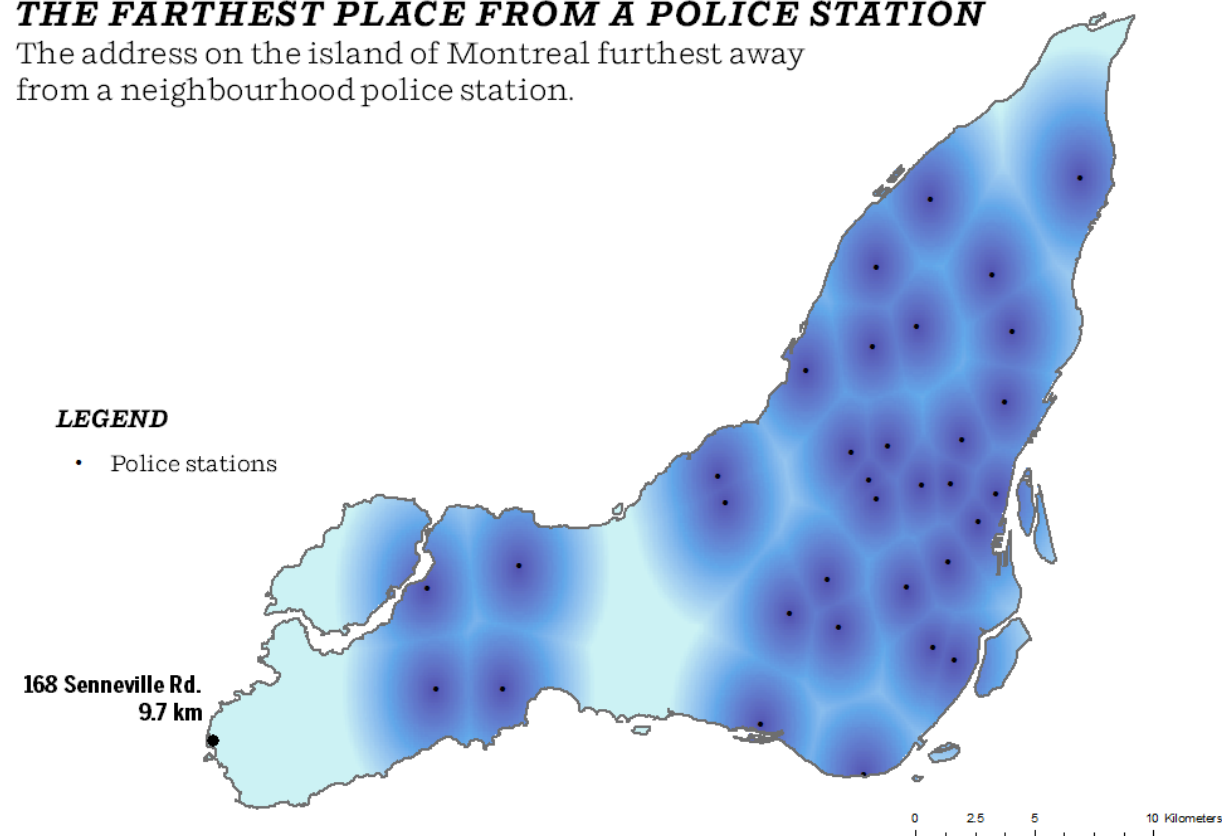 THE FARTHEST PLACE FROM A POLICE STATION
The address on the island of Montreal furthest away
from a neighbourhood police station.
LEGEND
Police stations
168 Senneville Rd.
9.7 km
0 2.5 5 10 Kilometers